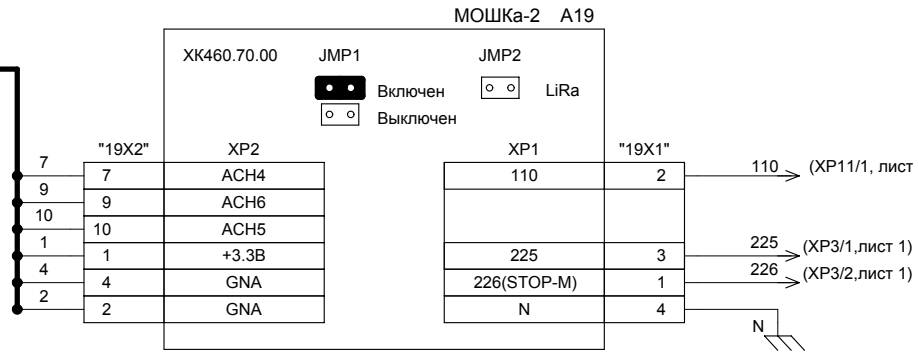 МОШКа-2 А19
ХК460.70.00 JMP1 JMP2
Включен LiRa
Выключен
"19X2" XP2 XP1 "19X1"
7 7 ACH4 110 2 110 (XP11/1, лист
9 9 ACH6
10 10 ACH5
1 1 +3.3В 225 3 225 (XP3/1,лист 1)
4 4 GNA 226(STOP-M) 1 226 (XP3/2,лист 1)
2 2 GNA N 4 N